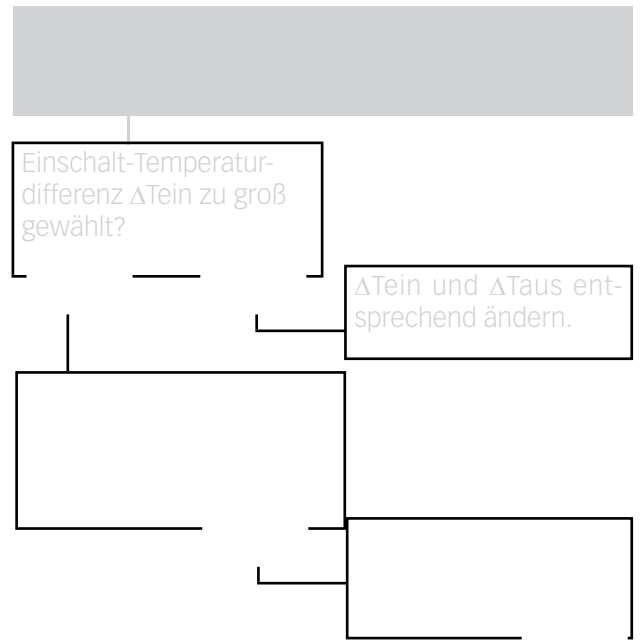 Einschalt-Temperatur-
differenz ΔTein zu groß
gewählt?
ΔTein und ΔTaus ent-
sprechend ändern.